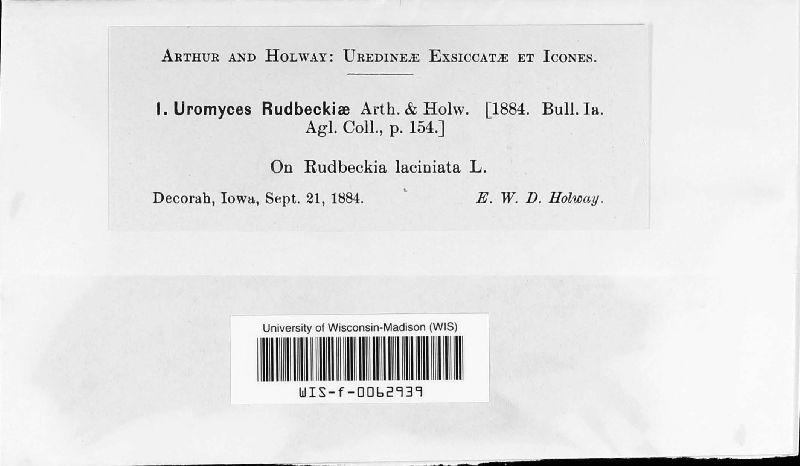 Arthur and Holway: Uredineæ Exsiccatæ et Icones.
1. Uromyces Rudbeckiæ Arth. & Holw. [1884. Bull. Ia.
Agl. Coll., p. 154.]
On Rudbeckia laciniata L.
Decorah, Iowa, Sept. 21, 1884. E. W. D. Holway.
University of Wisconsin-Madison (WIS)
WIS-f-0062939